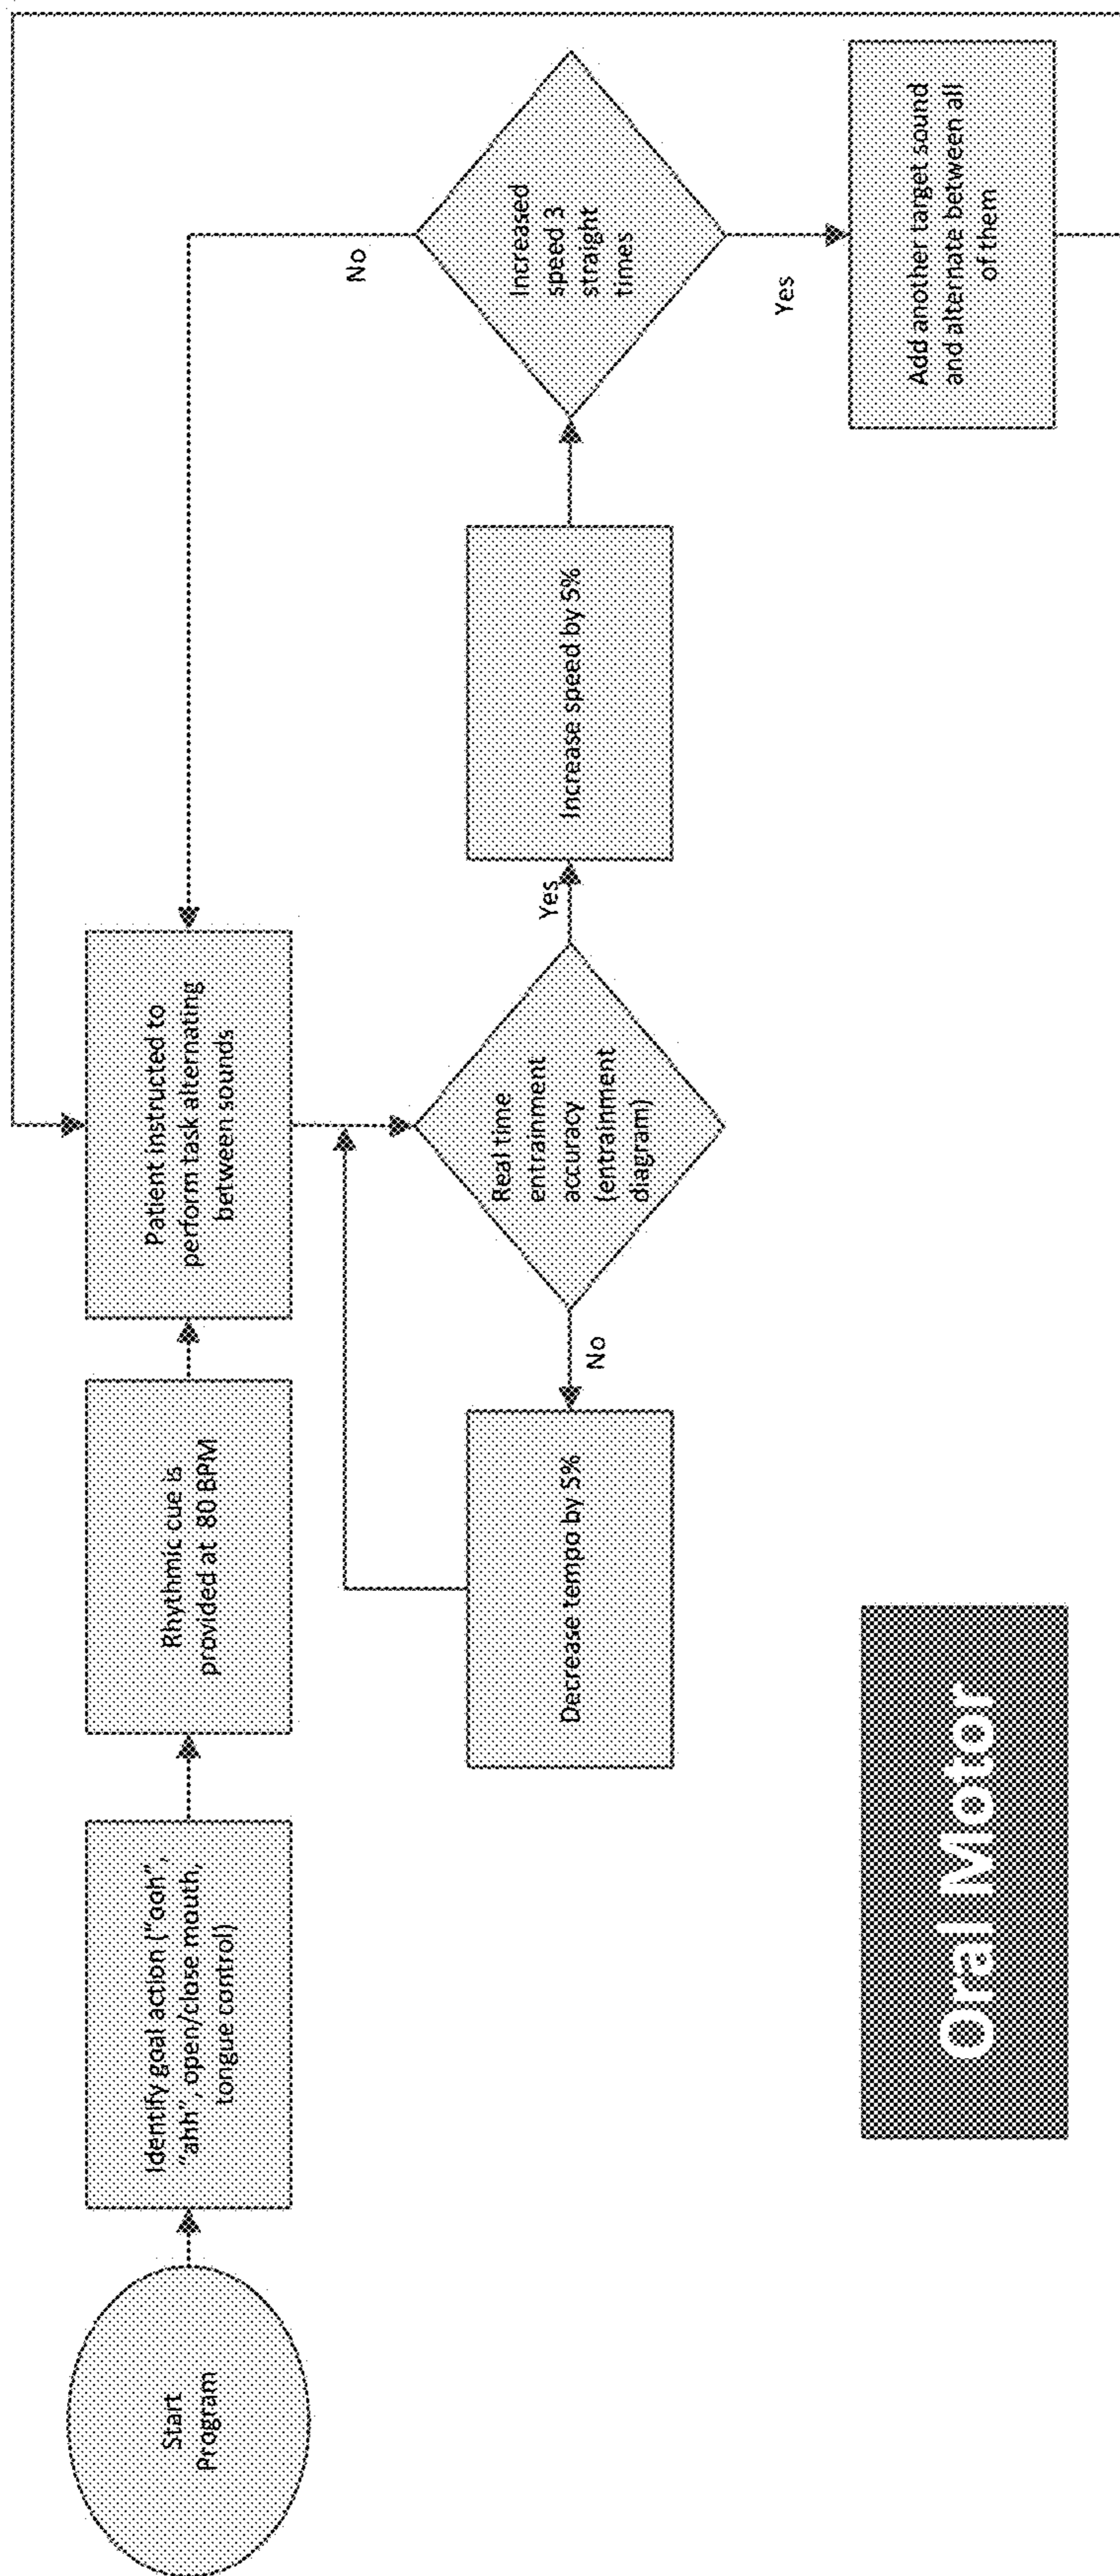 Start
Program
Identify goal action ("ooh",
"ahh", open/close mouth,
tongue control)
Rhythmic cue is
provided at 80 BPM
Patient instructed to
perform task alternating
between sounds
Real time
entrainment
accuracy
(entrainment
diagram)
No
Decrease tempo by 5%
Yes
Increase speed by 5%
Increased
speed 3
straight
times
No
Yes
Add another target sound
and alternate between all
of them
Oral Motor